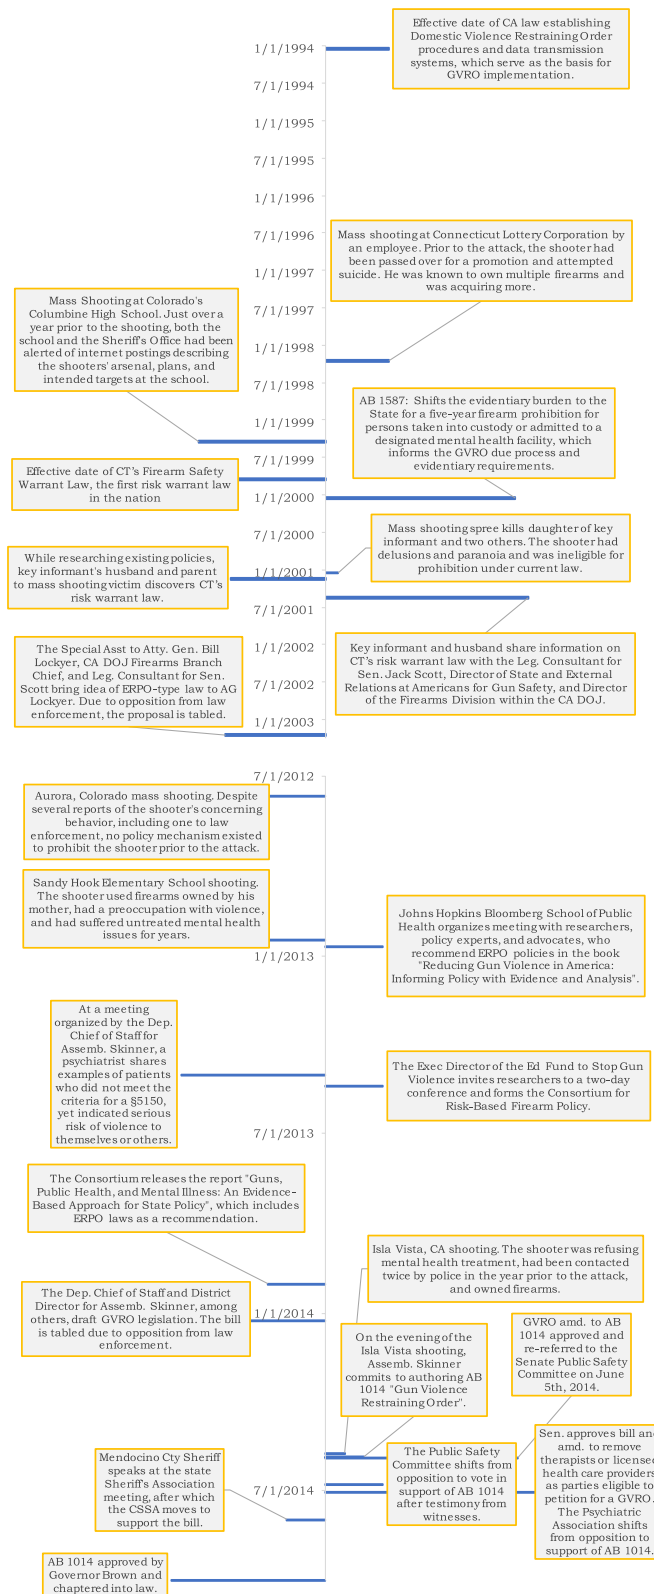 Effective date of CA law establishing
Domestic Violence Restraining Order
procedures and data transmission
systems, which serve as the basis for
GVRO implementation.
1/1/1994
7/1/1994
1/1/1995
7/1/1995
1/1/1996
7/1/1996
Mass shooting at Connecticut Lottery Corporation by
an employee. Prior to the attack, the shooter had
been passed over for a promotion and attempted
suicide. He was known to own multiple firearms and
was acquiring more.
1/1/1997
7/1/1997
Mass Shooting at Colorado's
Columbine High School. Just over a
year prior to the shooting, both the
school and the Sheriff's Office had been
alerted of internet postings describing
the shooters' arsenal, plans, and
intended targets at the school.
1/1/1998
7/1/1998
AB 1587: Shifts the evidentiary burden to the
State for a five-year firearm prohibition for
persons taken into custody or admitted to a
designated mental health facility, which
informs the GVRO due process and
evidentiary requirements.
1/1/1999
7/1/1999
Effective date of CT's Firearm Safety
Warrant Law, the first risk warrant law
in the nation
1/1/2000
7/1/2000
Mass shooting spree kills daughter of key
informant and two others. The shooter had
delusions and paranoia and was ineligible for
prohibition under current law.
While researching existing policies,
key informant's husband and parent
to mass shooting victim discovers CT's
risk warrant law.
1/1/2001
7/1/2001
Key informant and husband share information on
CT's risk warrant law with the Leg. Consultant for
Sen. Jack Scott, Director of State and External
Relations at Americans for Gun Safety, and Director
of the Firearms Division within the CA DOJ.
The Special Asst to Atty. Gen. Bill
Lockyer, CA DOJ Firearms Branch
Chief, and Leg. Consultant for Sen.
Scott bring idea of ERPO-type law to AG
Lockyer. Due to opposition from law
enforcement, the proposal is tabled.
1/1/2002
7/1/2002
1/1/2003
7/1/2012
Aurora, Colorado mass shooting. Despite
several reports of the shooter's concerning
behavior, including one to law
enforcement, no policy mechanism existed
to prohibit the shooter prior to the attack.
Sandy Hook Elementary School shooting.
The shooter used firearms owned by his
mother, had a preoccupation with violence,
and had suffered untreated mental health
issues for years.
Johns Hopkins Bloomberg School of Public
Health organizes meeting with researchers,
policy experts, and advocates, who
recommend ERPO policies in the book
"Reducing Gun Violence in America:
Informing Policy with Evidence and Analysis".
1/1/2013
At a meeting
organized by the Dep.
Chief of Staff for
Assemb. Skinner, a
psychiatrist shares
examples of patients
who did not meet the
criteria for a §5150,
yet indicated serious
risk of violence to
themselves or others.
The Exec Director of the Ed Fund to Stop Gun
Violence invites researchers to a two-day
conference and forms the Consortium for
Risk-Based Firearm Policy.
7/1/2013
The Consortium releases the report "Guns,
Public Health, and Mental Illness: An Evidence-
Based Approach for State Policy", which includes
ERPO laws as a recommendation.
Isla Vista, CA shooting. The shooter was refusing
mental health treatment, had been contacted
twice by police in the year prior to the attack,
and owned firearms.
The Dep. Chief of Staff and District
Director for Assemb. Skinner, among
others, draft GVRO legislation. The bill
is tabled due to opposition from law
enforcement.
1/1/2014
On the evening of the
Isla Vista shooting,
Assemb. Skinner
commits to authoring AB
1014 "Gun Violence
Restraining Order".
GVRO amd. to AB
1014 approved and
re-referred to the
Senate Public Safety
Committee on June
5th, 2014.
Mendocino Cty Sheriff
speaks at the state
Sheriff's Association
meeting, after which
the CSSA moves to
support the bill.
7/1/2014
The Public Safety
Committee shifts from
opposition to vote in
support of AB 1014
after testimony from
witnesses.
Sen. approves bill and
amd. to remove
therapists or licensed
health care providers
as parties eligible to
petition for a GVRO.
The Psychiatric
Association shifts
from opposition to
support of AB 1014.
AB 1014 approved by
Governor Brown and
chaptered into law.